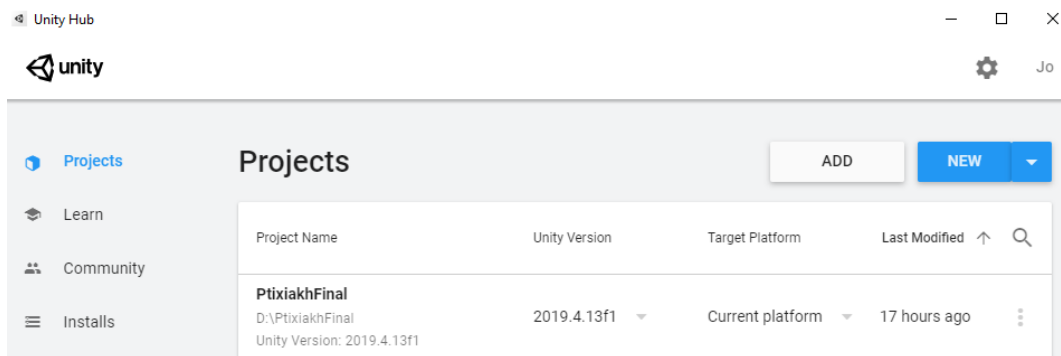 Unity Hub
unity
Jo
Projects
Learn
Community
Installs
Projects
ADD
NEW
Project Name
Unity Version
Target Platform
Last Modified
PtixiakhFinal
D:\PtixiakhFinal
Unity Version: 2019.4.13f1
2019.4.13f1
Current platform
17 hours ago